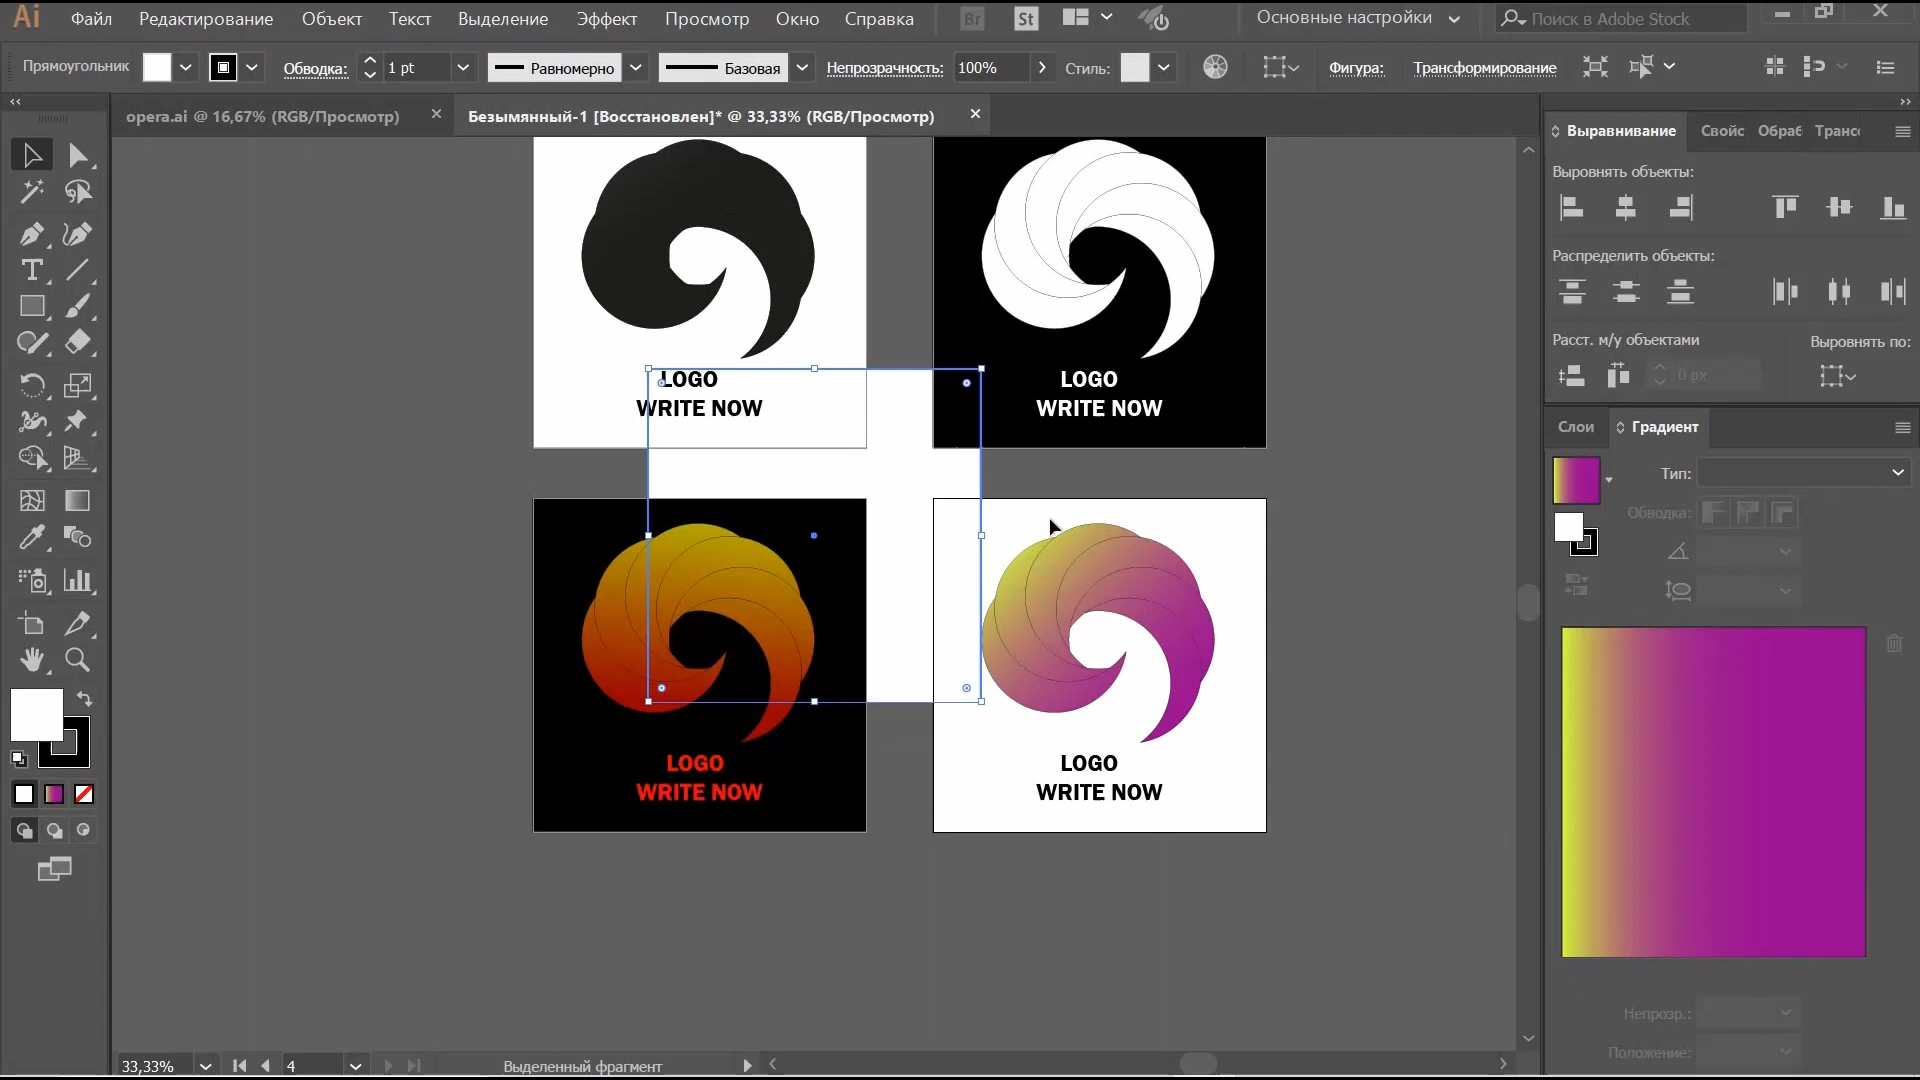 Ai Файл Редактирование Объект Текст Выделение Эффект Просмотр Окно Справка Br St Основные настройки Поиск в Adobe Stock
Прямоугольник Обводка: 1 pt Равномерно Базовая Непрозрачность: 100% Стиль: Фигура: Трансформирование
opera.ai @ 16,67% (RGB/Просмотр) Безымянный-1 [Восстановлен]* @ 33,33% (RGB/Просмотр)
Выравнивание Свойс Обраб Трансс
Выровнять объекты:
Распределить объекты:
Расст. м/у объектами Выровнять по:
0 px
LOGO
WRITE NOW
LOGO
WRITE NOW
LOGO
WRITE NOW
LOGO
WRITE NOW
Слои Градиент
Тип:
Обводка:
Непрозр.:
Положение:
33,33% 4 Выделенный фрагмент